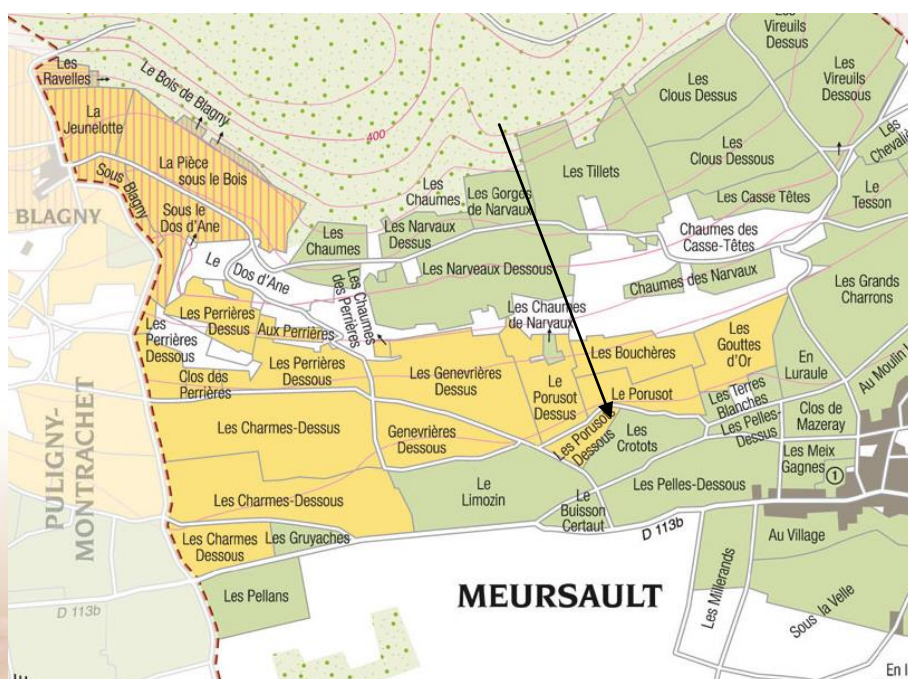 Les
Vireuils
Dessus
Les
Ravelles
Le Bois de Blagny
Les
Clous Dessus
Les
Vireuils
Dessous
La
Jeunelotte
400
La Pièce
sous le Bois
Les
Clous Dessous
Les
Chevaliè
Les Tillets
Sous Blagny
Les
Chaumes
Les Gorges
de Narvaux
Les Casse Têtes
Le
Tesson
BLAGNY
Sous le
Dos d'Ane
Les
Chaumes
Les Narvaux
Dessus
Chaumes des
Casse-Têtes
Le
Dos d'Ane
Les Narveaux Dessous
Chaumes des Narvaux
Les Grands
Charrons
Les Chaumes
des Perrières
Les Perrières
Dessus
Aux Perrières
Les Chaumes
de Narvaux
Les
Gouttes
d'Or
Les
Perrières
Dessous
Les Perrières
Dessous
Les Bouchères
En
Luraule
Au Moulin L
Clos des
Perrières
Les Genevrières
Dessus
Le
Porusot
Dessus
Le Porusot
Les Terres
Blanches
Clos de
Mazeray
Les Charmes-Dessus
Genevrières
Dessous
Les Porusot
Dessous
Les
Crotots
Les Pelles-
Dessus
Les Meix
Gagnes
1
PULIGNY-
MONTRACHET
Les Charmes-Dessous
Le
Limozin
Le
Buisson
Certaut
Les Pelles-Dessous
D 113b
Les Charmes
Dessous
Les Gruyaches
Au Village
Les Pellans
MEURSAULT
Les Millerands
Sous la Velle
D 113b
En l